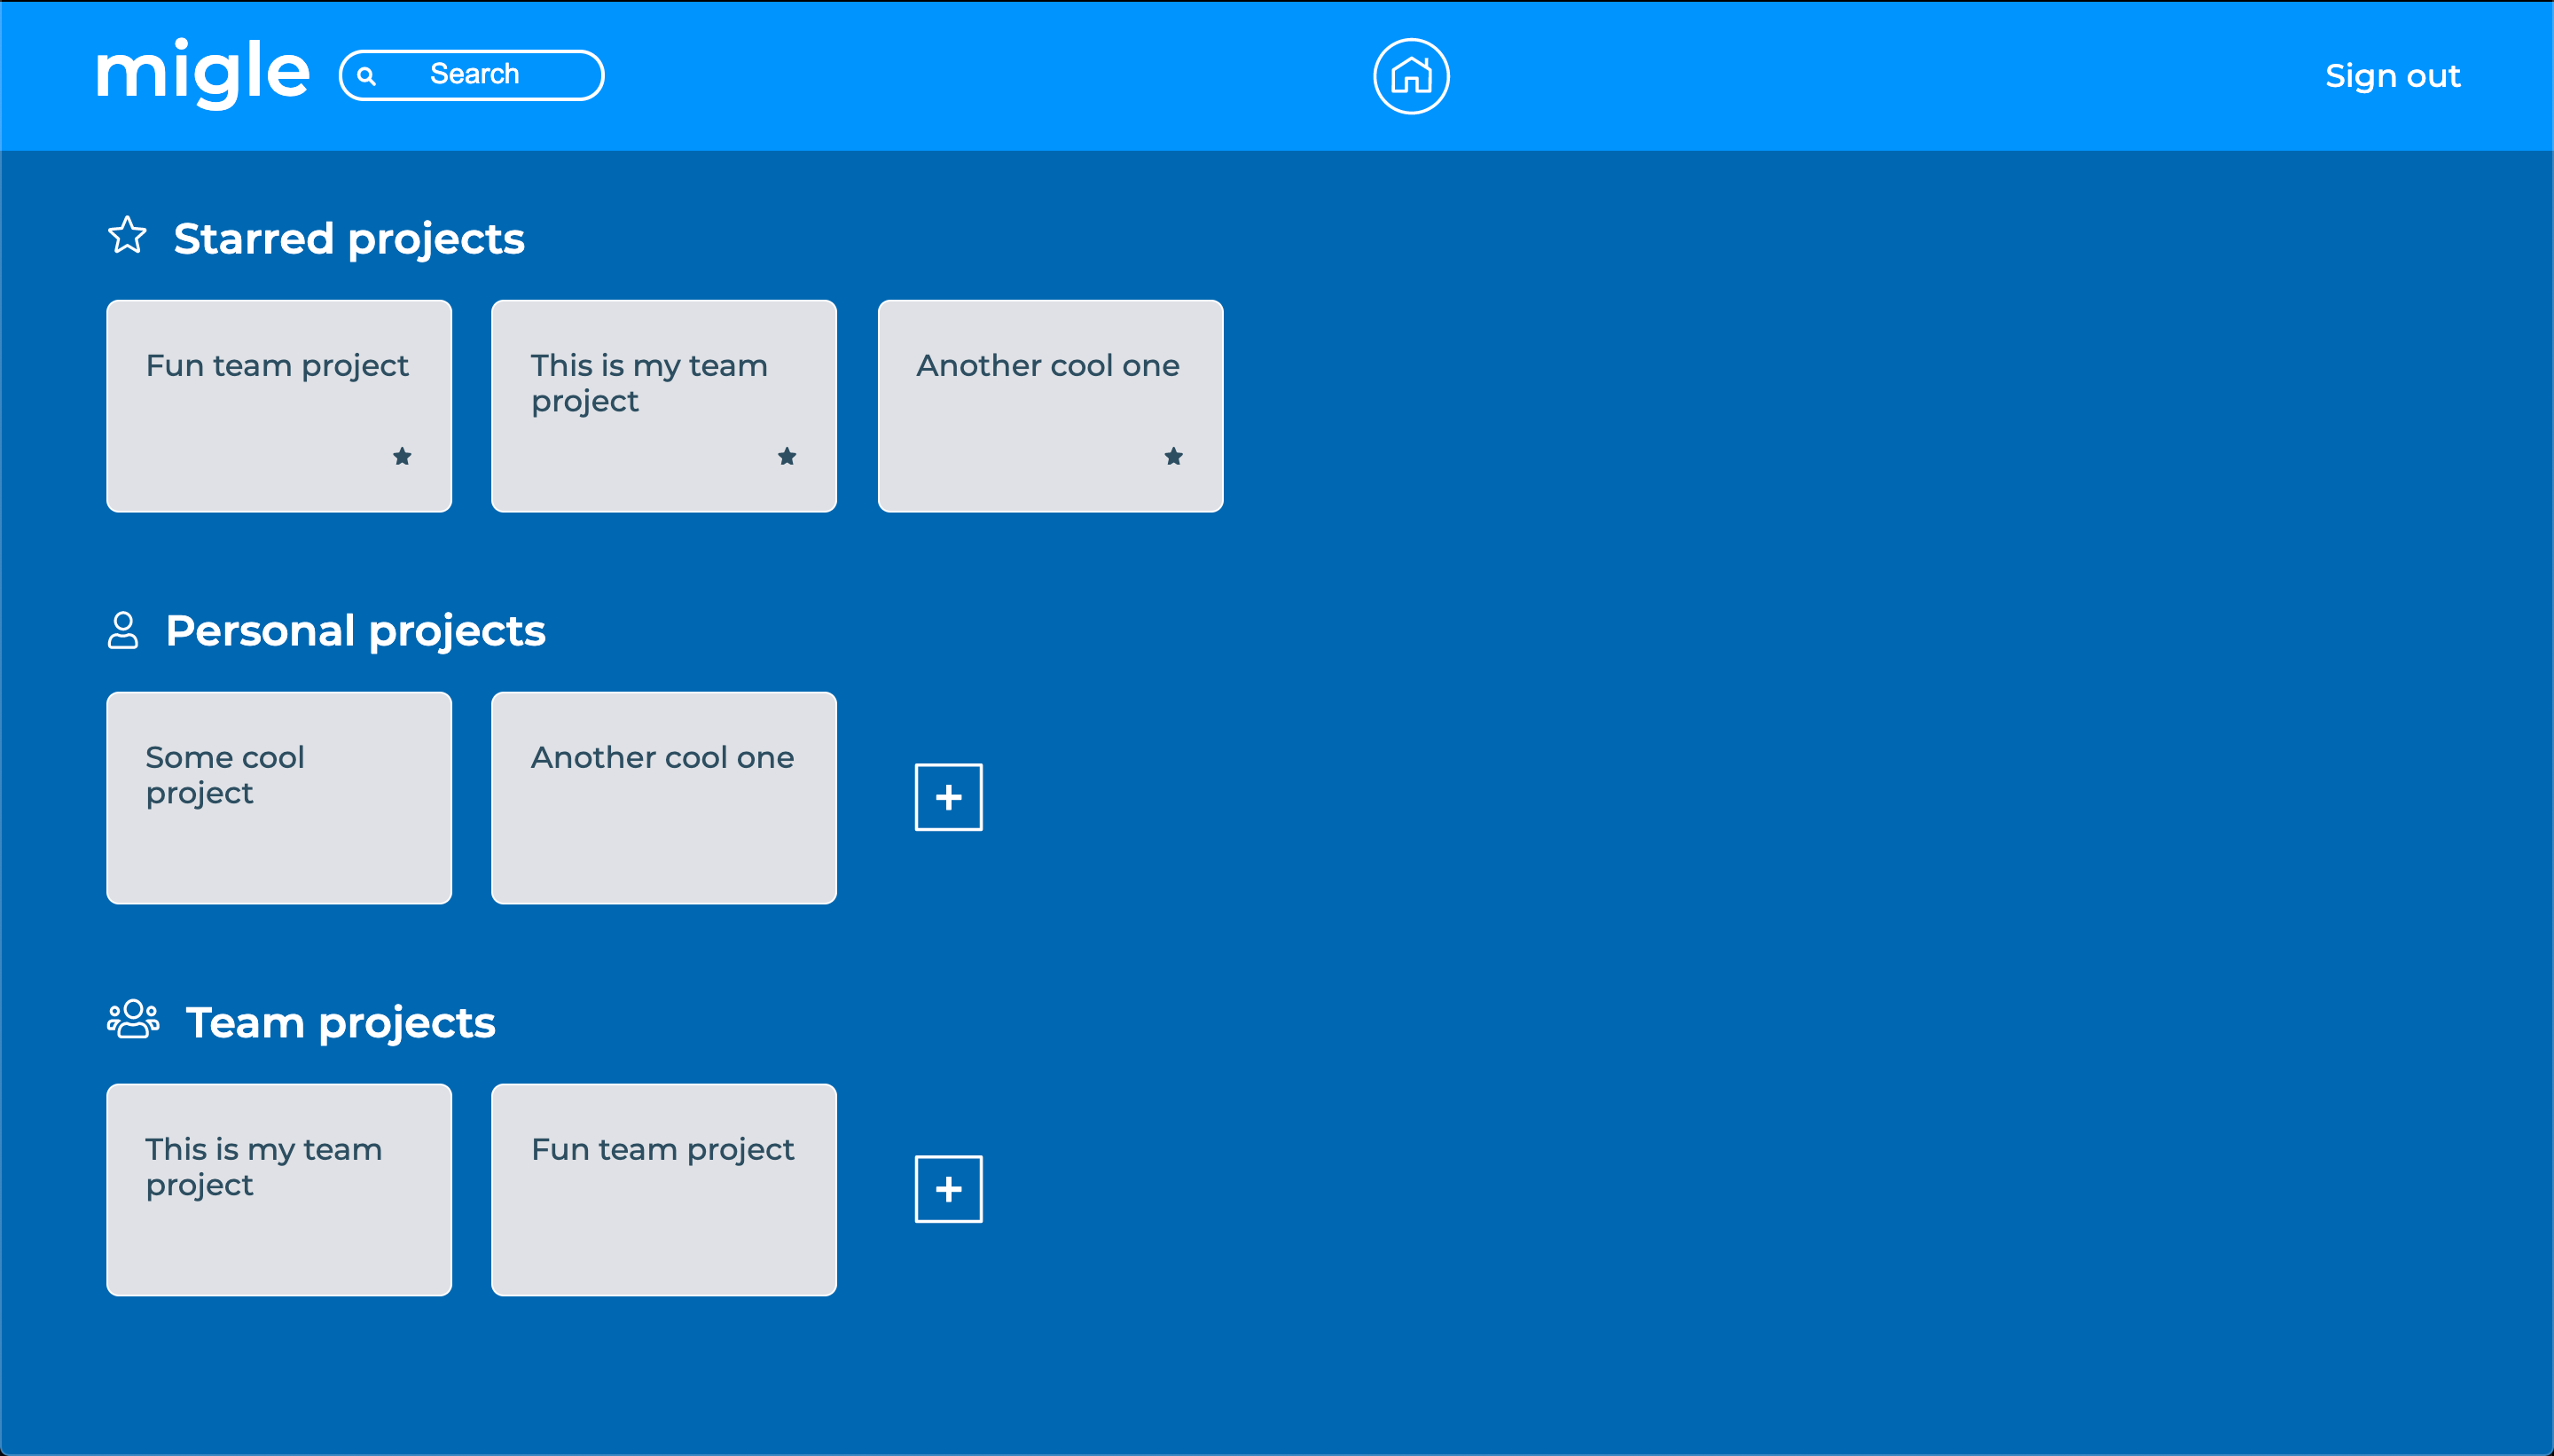 migle
Search
Sign out
Starred projects
Fun team project
This is my team
project
Another cool one
Personal projects
Some cool
project
Another cool one
Team projects
This is my team
project
Fun team project